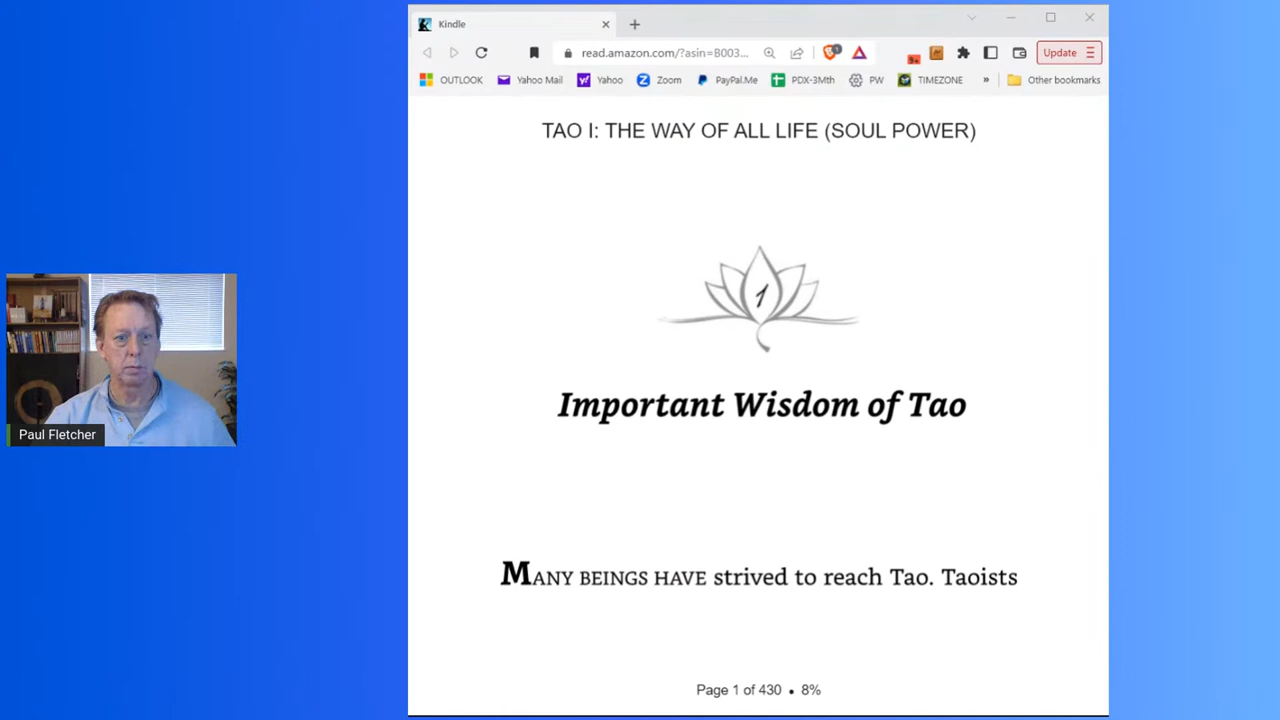 Kindle
read.amazon.com/?asin=B003...
Update
9+
OUTLOOK
Yahoo Mail
Yahoo
Zoom
PayPal.Me
PDX-3Mth
PW
TIMEZONE
»
Other bookmarks
TAO I: THE WAY OF ALL LIFE (SOUL POWER)
1
Important Wisdom of Tao
MANY BEINGS HAVE strived to reach Tao. Taoists
Page 1 of 430 • 8%
Paul Fletcher